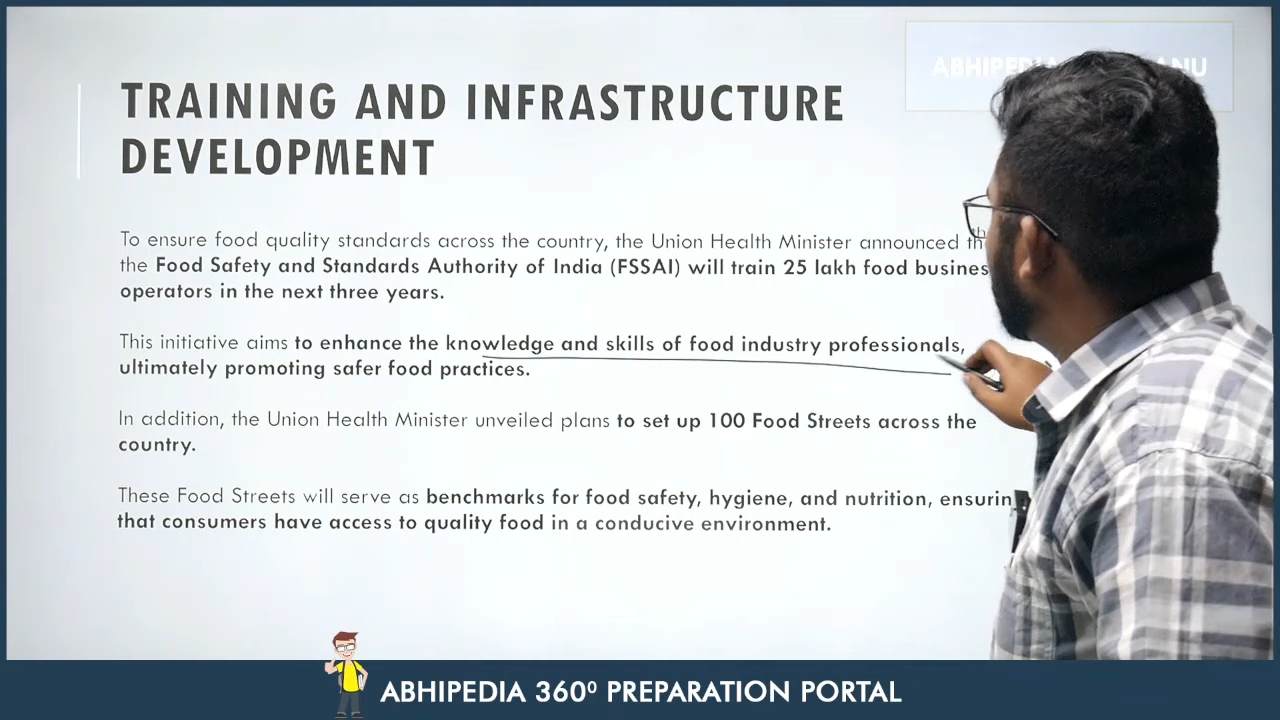 TRAINING AND INFRASTRUCTURE
DEVELOPMENT
To ensure food quality standards across the country, the Union Health Minister announced
the Food Safety and Standards Authority of India (FSSAI) will train 25 lakh food
operators in the next three years.
This initiative aims to enhance the knowledge and skills of food industry professionals,
ultimately promoting safer food practices.
In addition, the Union Health Minister unveiled plans to set up 100 Food Streets across the
country.
These Food Streets will serve as benchmarks for food safety, hygiene, and nutrition,
that consumers have access to quality food in a conducive environment.
ABHIPEDIA 360⁰ PREPARATION PORTAL